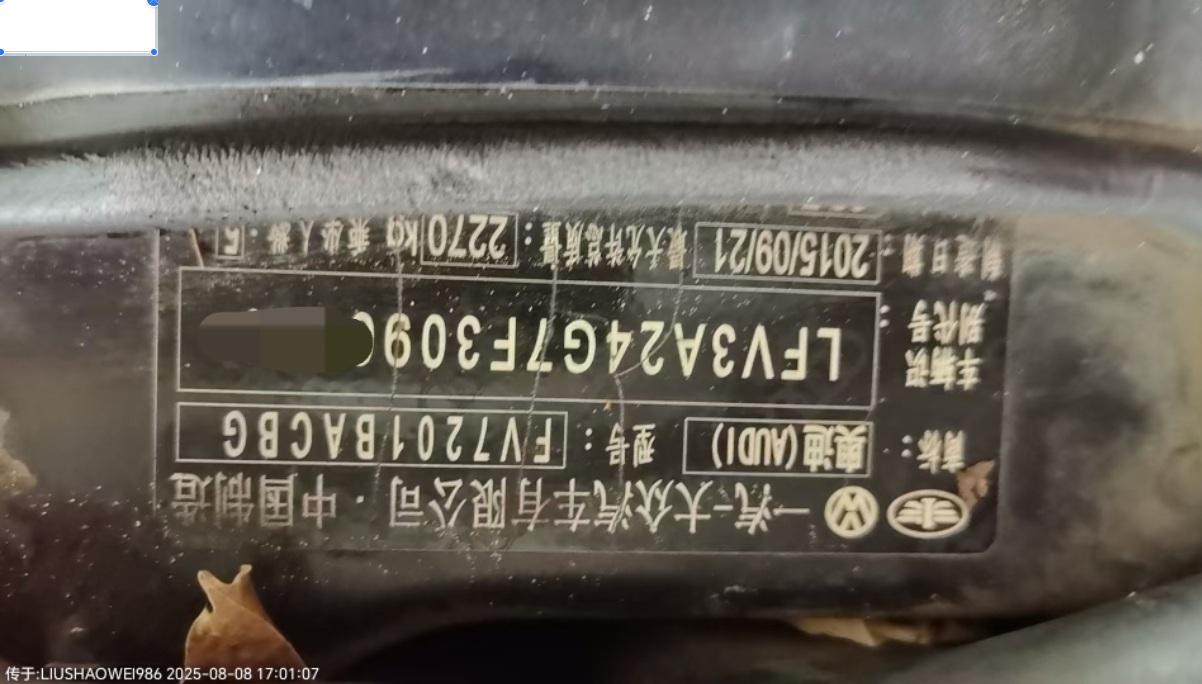 一汽-大众汽车有限公司·中国制造
商标: 奥迪(AUDI) 型号: FV7201BACBG
车辆识别代号: LFV3A24G7F309
制造日期: 2015/09/21 最大允许总质量: 2270 kg 乘坐人数: 5
传于:LIUSHAOWEI986 2025-08-08 17:01:07